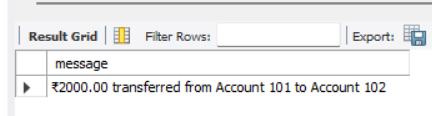 Result Grid Filter Rows: Export:
message
₹2000.00 transferred from Account 101 to Account 102